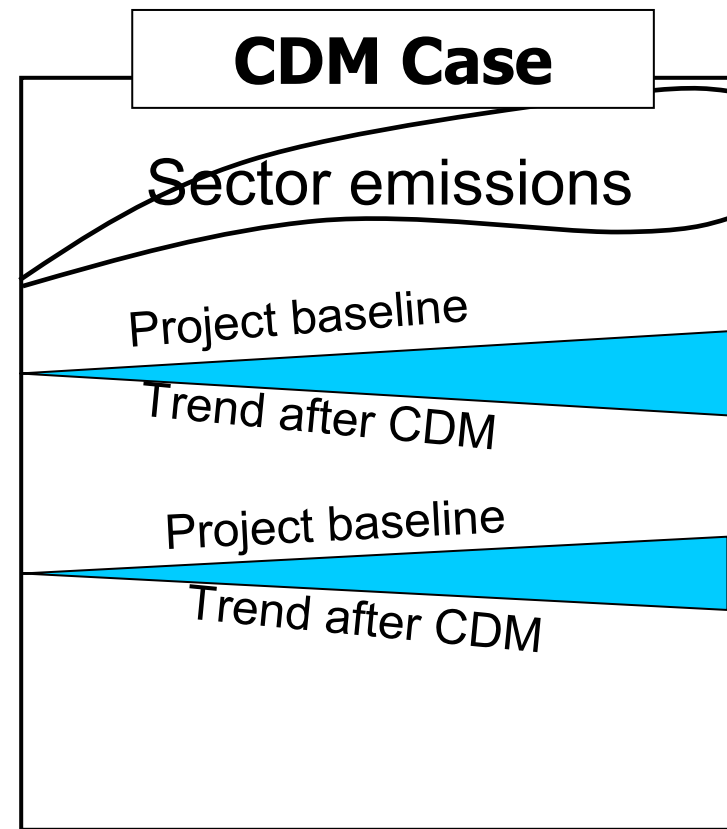 CDM Case
Sector emissions
Project baseline
Trend after CDM
Project baseline
Trend after CDM